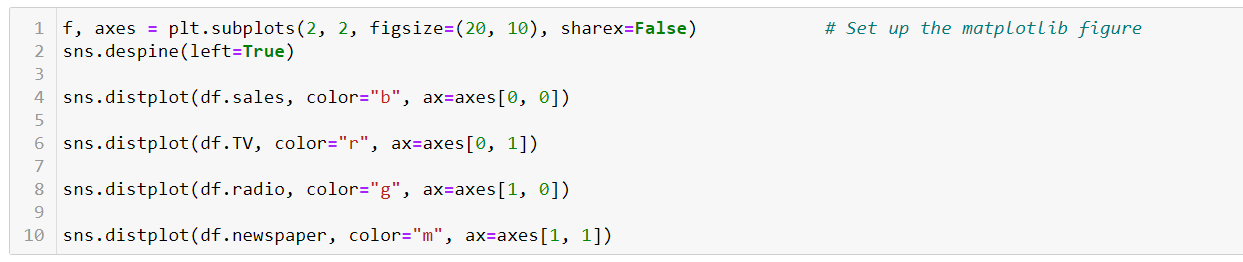 1 f, axes = plt.subplots(2, 2, figsize=(20, 10), sharex=False) # Set up the matplotlib figure
2 sns.despine(left=True)
3
4 sns.distplot(df.sales, color="b", ax=axes[0, 0])
5
6 sns.distplot(df.TV, color="r", ax=axes[0, 1])
7
8 sns.distplot(df.radio, color="g", ax=axes[1, 0])
9
10 sns.distplot(df.newspaper, color="m", ax=axes[1, 1])